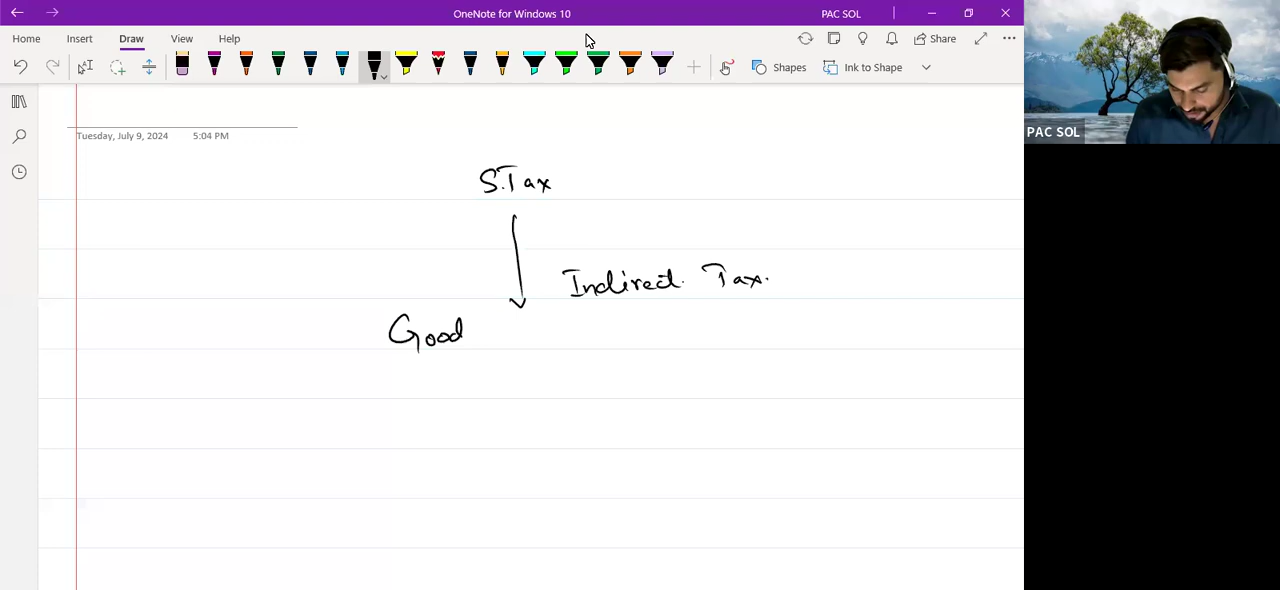 OneNote for Windows 10
PAC SOL
Home Insert Draw View Help
Share
Shapes
Ink to Shape
Tuesday, July 9, 2024 5:04 PM
S.Tax
Indirect. Tax.
Good
PAC SOL